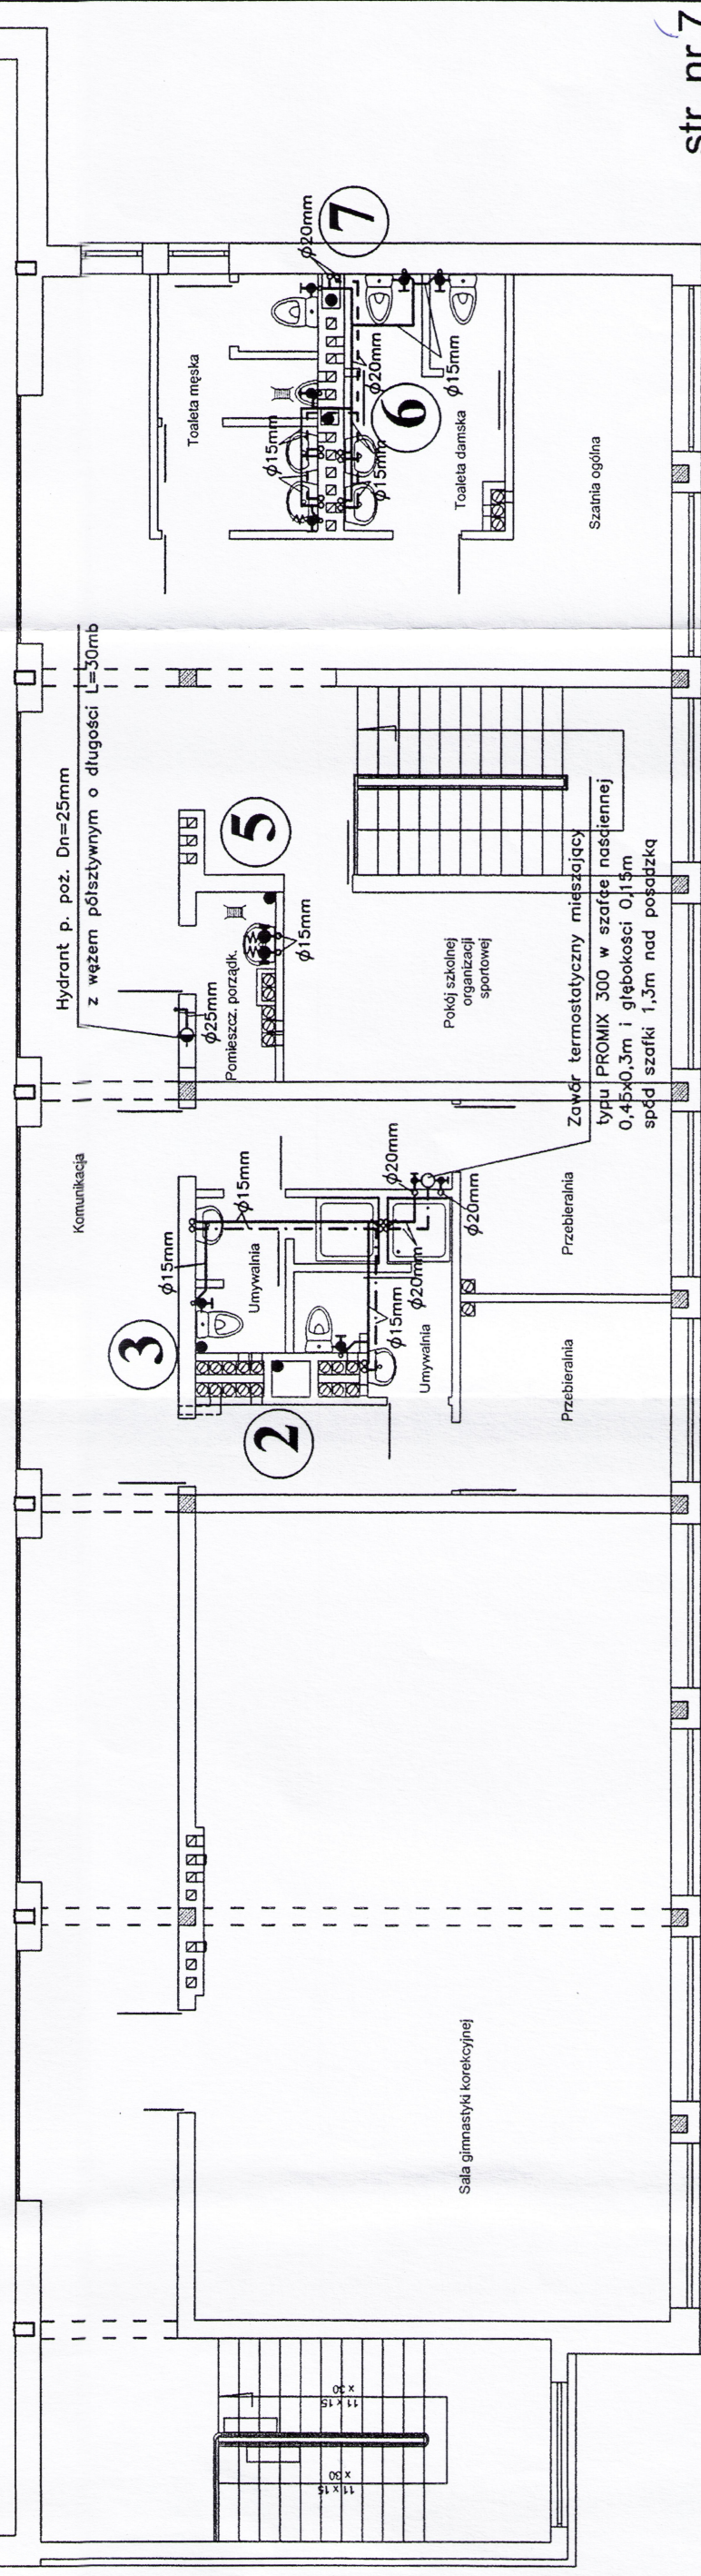 str. nr 7
7
ϕ20mm
Toaleta męska
ϕ20mm
ϕ15mm
6
ϕ15mm
ϕ15mm
Toaleta damska
Szatnia ogólna
Hydrant p. poż. Dn=25mm
z wężem półsztywnym o długości L=30mb
5
ϕ15mm
ϕ25mm
Pomieszcz. porządk.
Pokój szkolnej
organizacji
sportowej
Zawór termostatyczny mieszający
typu PROMIX 300 w szafce naściennej
0,45x0,3m i głębokości 0,15m
spód szafki 1,3m nad posadzką
Komunikacja
ϕ15mm
ϕ20mm
ϕ20mm
ϕ15mm
Umywalnia
ϕ20mm
ϕ15mm
Umywalnia
Przebieralnia
Przebieralnia
3
2
Sala gimnastyki korekcyjnej
11 x 15
x 30
11 x 15
x 30